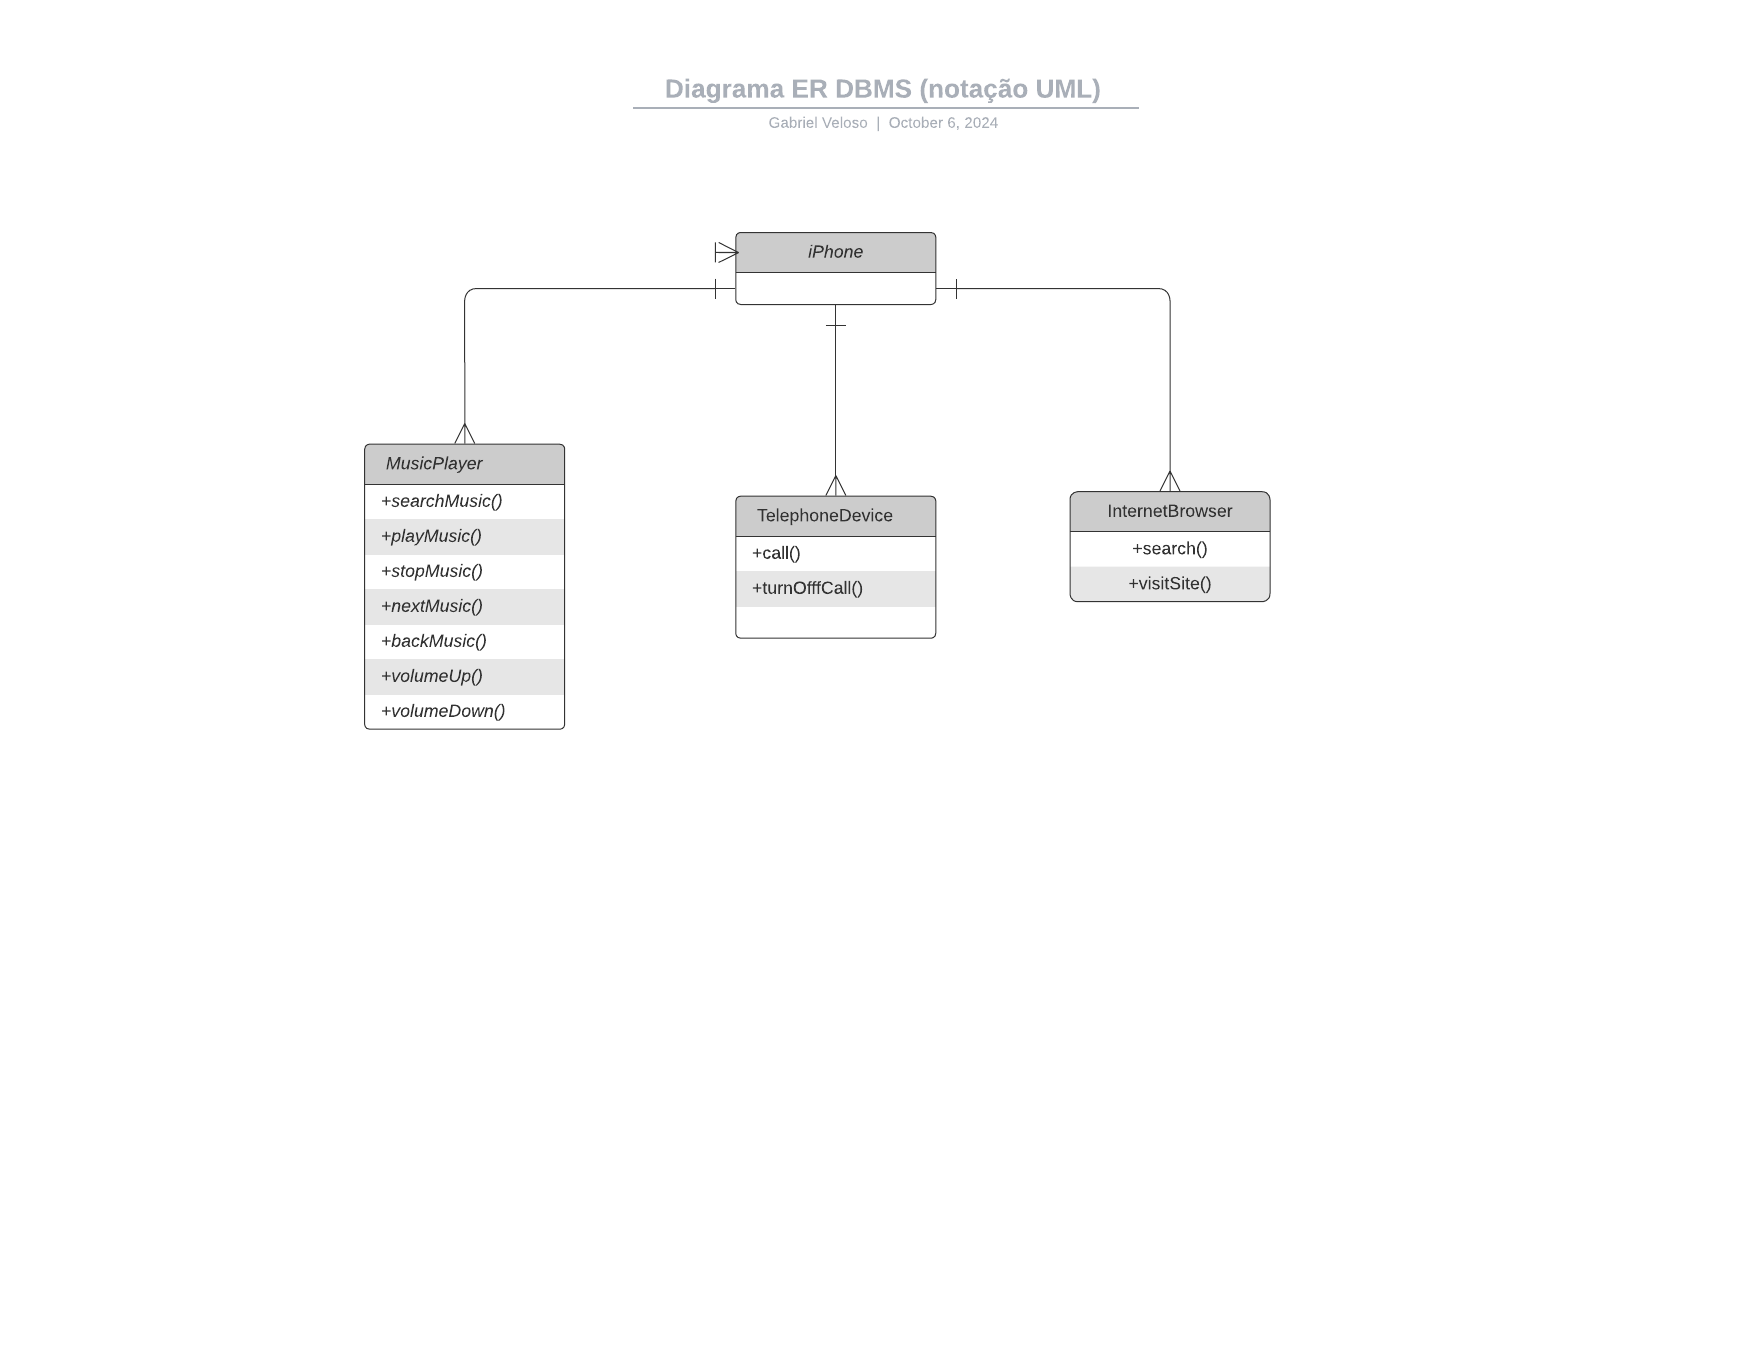 Diagrama ER DBMS (notação UML)
Gabriel Veloso | October 6, 2024
iPhone
MusicPlayer
+searchMusic()
+playMusic()
+stopMusic()
+nextMusic()
+backMusic()
+volumeUp()
+volumeDown()
TelephoneDevice
+call()
+turnOfffCall()
InternetBrowser
+search()
+visitSite()